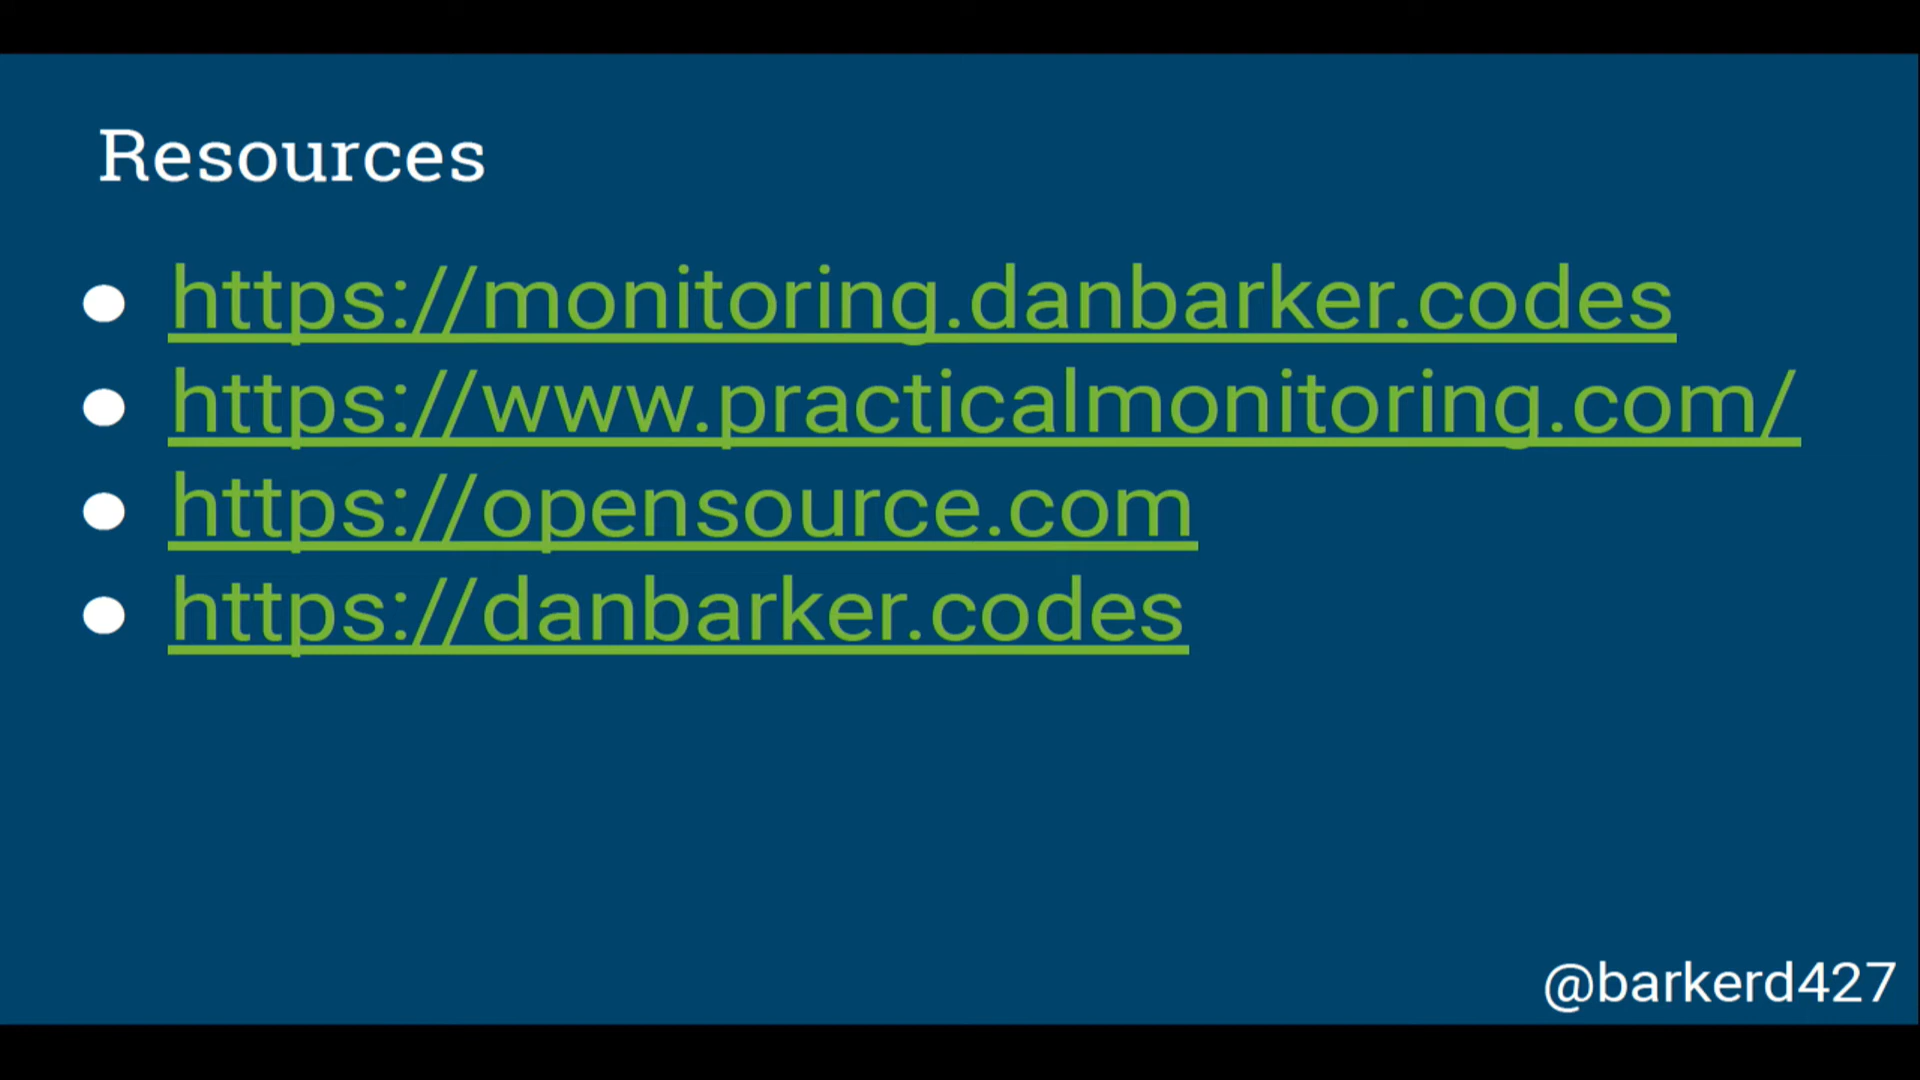 Resources
● https://monitoring.danbarker.codes
● https://www.practicalmonitoring.com/
● https://opensource.com
● https://danbarker.codes
@barkerd427